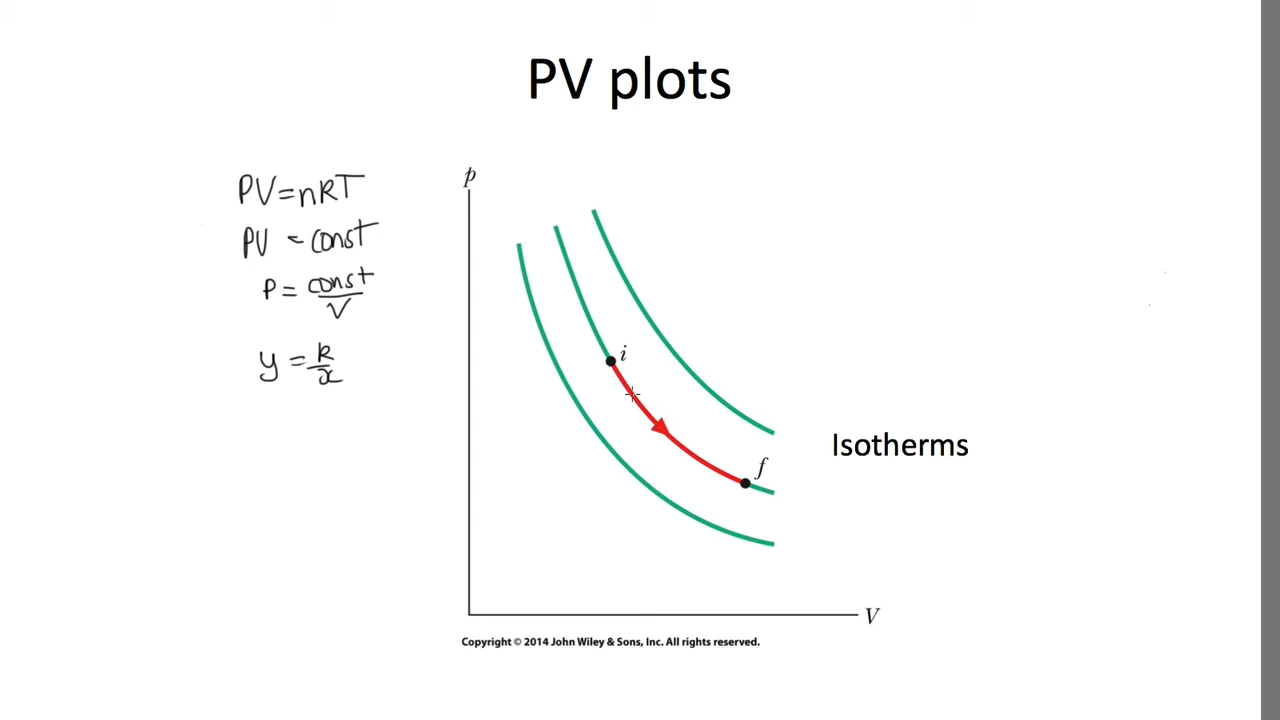 PV plots
PV = nRT
PV = const
P = const/V
y = k/x
p
i
f
Isotherms
V
Copyright © 2014 John Wiley & Sons, Inc. All rights reserved.